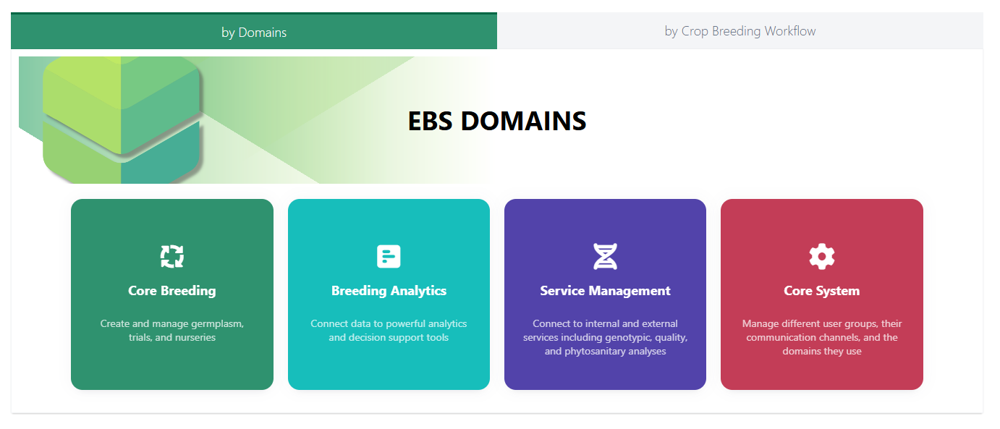 by Domains
by Crop Breeding Workflow
EBS DOMAINS
Core Breeding
Create and manage germplasm,
trials, and nurseries
Breeding Analytics
Connect data to powerful analytics
and decision support tools
Service Management
Connect to internal and external
services including genotypic, quality,
and phytosanitary analyses
Core System
Manage different user groups, their
communication channels, and the
domains they use